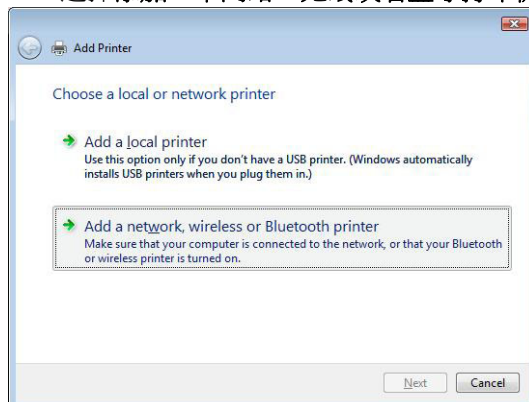 Add Printer
Choose a local or network printer
Add a local printer
Use this option only if you don't have a USB printer. (Windows automatically
installs USB printers when you plug them in.)
Add a network, wireless or Bluetooth printer
Make sure that your computer is connected to the network, or that your Bluetooth
or wireless printer is turned on.
Next
Cancel